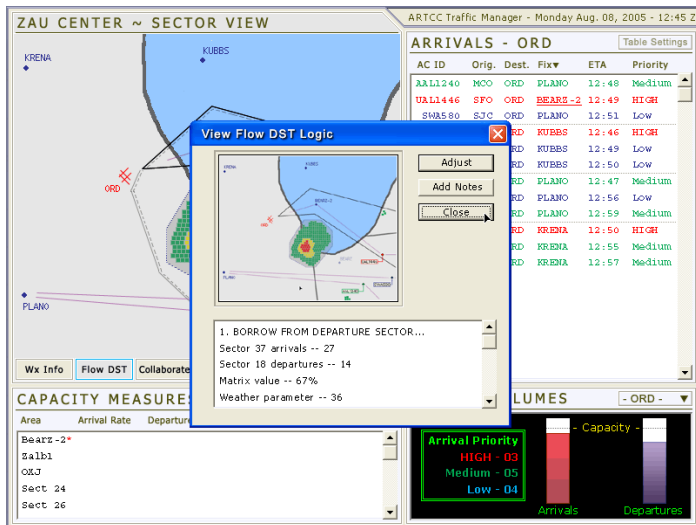 ZAU CENTER ~ SECTOR VIEW
KRENA
KUBBS
ORD
PLANO
Wx Info
Flow DST
Collaborate
ARTCC Traffic Manager - Monday Aug. 08, 2005 - 12:45 Z
ARRIVALS - ORD
Table Settings
AC ID Orig. Dest. Fix▼ ETA Priority
AAL1240 MCO ORD PLANO 12:48 Medium
UAL1446 SFO ORD BEARZ-2 12:49 HIGH
SWA580 SJC ORD PLANO 12:51 Low
RD KUBBS 12:46 HIGH
RD KUBBS 12:49 Low
RD KUBBS 12:50 Low
RD PLANO 12:47 Medium
RD PLANO 12:56 Low
RD PLANO 12:59 Medium
RD KRENA 12:50 HIGH
RD KRENA 12:55 Medium
RD KRENA 12:57 Medium
View Flow DST Logic
KRENA
KUBBS
BEARZ-2
ORD
PLANO
Adjust
Add Notes
Close
1. BORROW FROM DEPARTURE SECTOR...
Sector 37 arrivals -- 27
Sector 18 departures -- 14
Matrix value -- 67%
Weather parameter -- 36
CAPACITY MEASURES
Area Arrival Rate Departure
Bearz-2*
Zalb1
OXJ
Sect 24
Sect 26
LUMES
- ORD - ▼
Arrival Priority
HIGH - 03
Medium - 05
Low - 04
- Capacity -
Arrivals
Departures